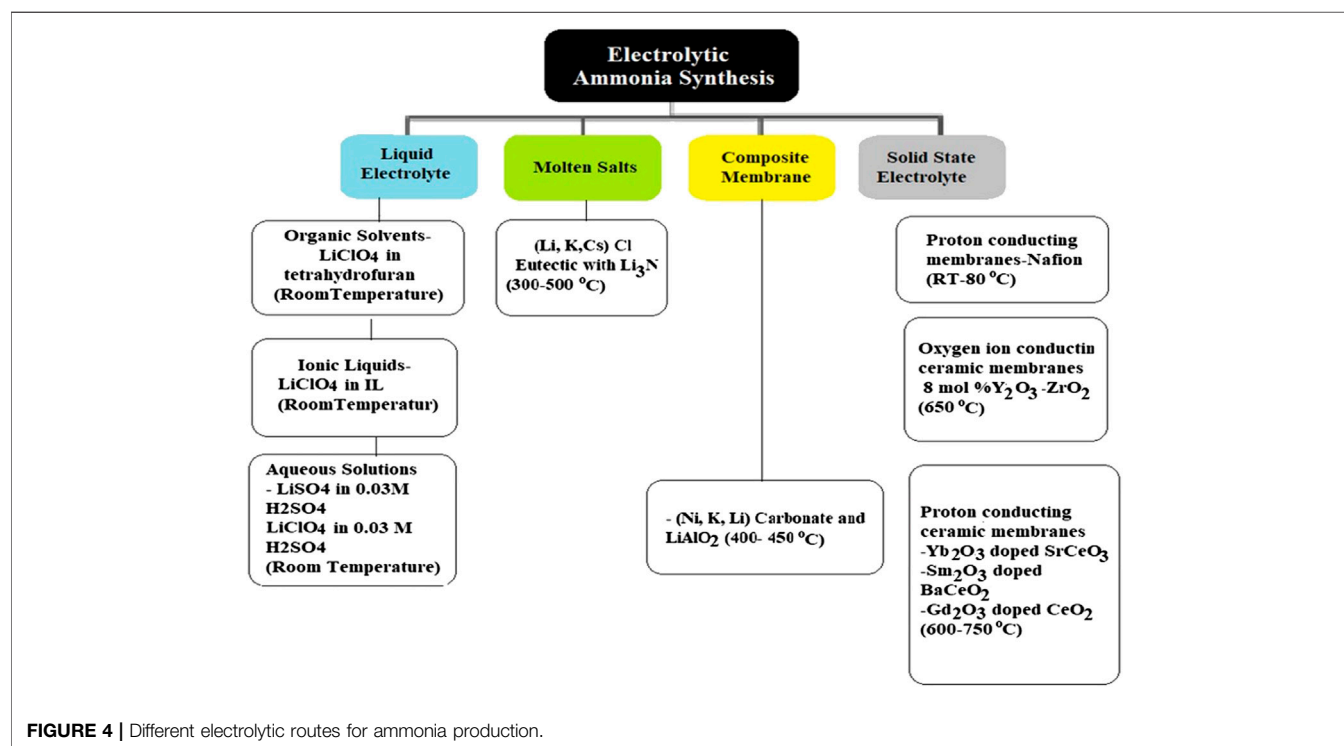 Electrolytic
Ammonia Synthesis
Liquid
Electrolyte
Molten Salts
Composite
Membrane
Solid State
Electrolyte
Organic Solvents-
LiClO4 in
tetrahydrofuran
(RoomTemperature)
Ionic Liquids-
LiClO4 in IL
(RoomTemperatur)
Aqueous Solutions
- LiSO4 in 0.03M
H2SO4
LiClO4 in 0.03 M
H2SO4
(Room Temperature)
(Li, K,Cs) Cl
Eutectic with Li3N
(300-500 °C)
- (Ni, K, Li) Carbonate and
LiAlO2 (400- 450 °C)
Proton conducting
membranes-Nafion
(RT-80 °C)
Oxygen ion conductin
ceramic membranes
8 mol %Y2O3 -ZrO2
(650 °C)
Proton conducting
ceramic membranes
-Yb2O3 doped SrCeO3
-Sm2O3 doped
BaCeO2
-Gd2O3 doped CeO2
(600-750 °C)
FIGURE 4 | Different electrolytic routes for ammonia production.